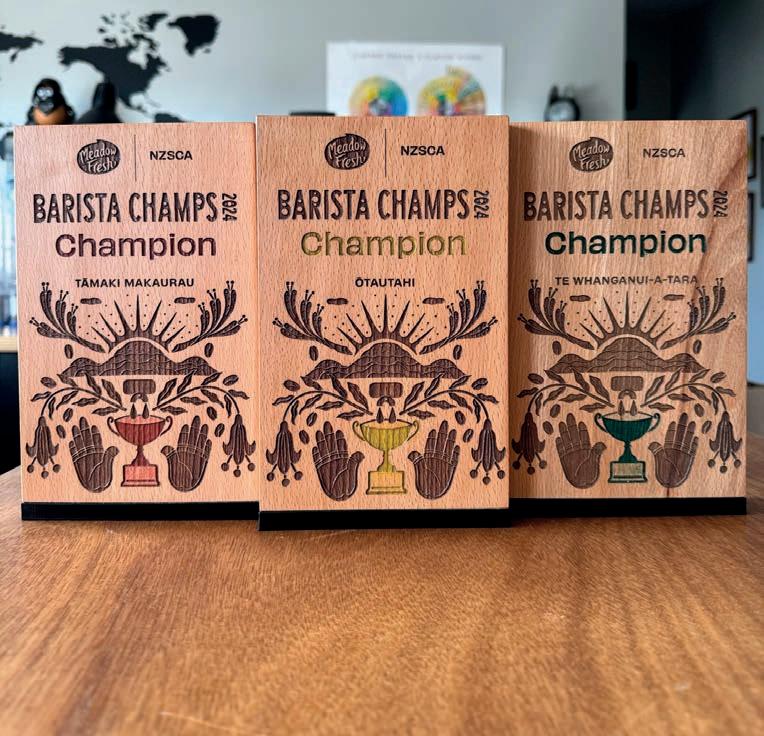 Meadow
Fresh
NZSCA
BARISTA CHAMPS 2024
Champion
TĀMAKI MAKAURAU
Meadow
Fresh
NZSCA
BARISTA CHAMPS 2024
Champion
ŌTAUTAHI
Meadow
Fresh
NZSCA
BARISTA CHAMPS 2024
Champion
TE WHANGANUI-A-TARA